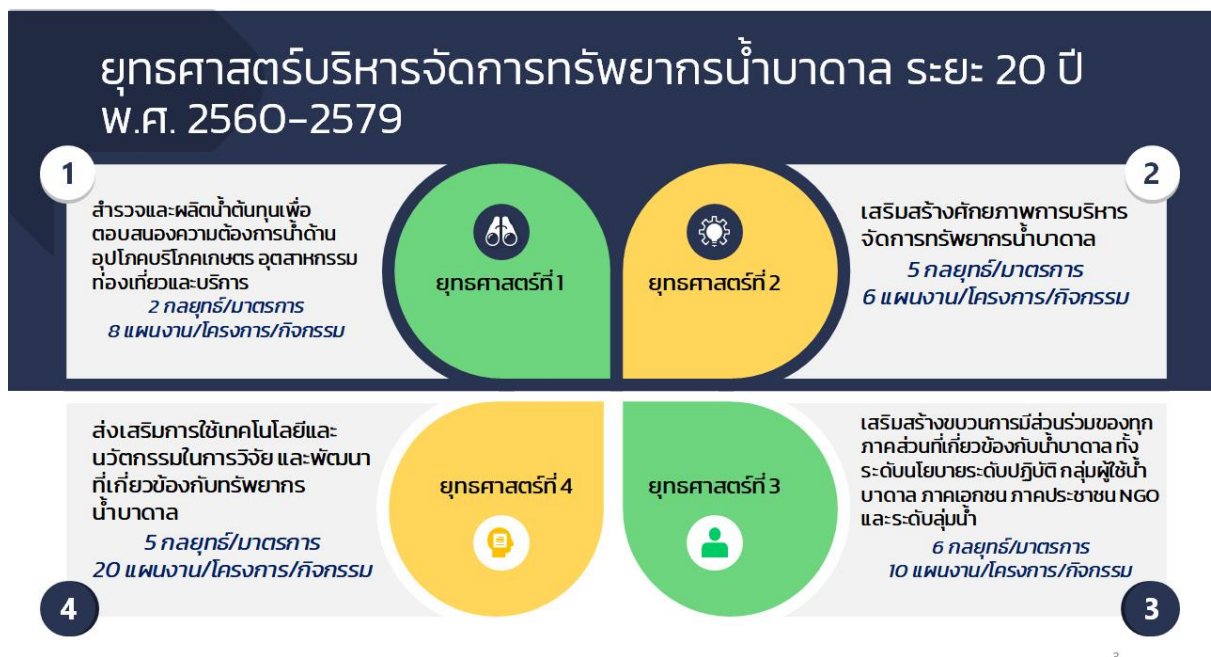 ยุทธศาสตร์บริหารจัดการทรัพยากรน้ำบาดาล ระยะ 20 ปี
พ.ศ. 2560-2579
1
สำรวจและผลิตน้ำต้นทุนเพื่อ
ตอบสนองความต้องการน้ำด้าน
อุปโภคบริโภคเกษตร อุตสาหกรรม
ท่องเที่ยวและบริการ
2 กลยุทธ์/มาตรการ
8 แผนงาน/โครงการ/กิจกรรม
ยุทธศาสตร์ที่ 1
ยุทธศาสตร์ที่ 2
2
เสริมสร้างศักยภาพการบริหาร
จัดการทรัพยากรน้ำบาดาล
5 กลยุทธ์/มาตรการ
6 แผนงาน/โครงการ/กิจกรรม
ส่งเสริมการใช้เทคโนโลยีและ
นวัตกรรมในการวิจัย และพัฒนา
ที่เกี่ยวข้องกับทรัพยากร
น้ำบาดาล
5 กลยุทธ์/มาตรการ
20 แผนงาน/โครงการ/กิจกรรม
4
ยุทธศาสตร์ที่ 4
ยุทธศาสตร์ที่ 3
เสริมสร้างขบวนการมีส่วนร่วมของทุก
ภาคส่วนที่เกี่ยวข้องกับน้ำบาดาล ทั้ง
ระดับนโยบายระดับปฏิบัติ กลุ่มผู้ใช้น้ำ
บาดาล ภาคเอกชน ภาคประชาชน NGO
และระดับลุ่มน้ำ
6 กลยุทธ์/มาตรการ
10 แผนงาน/โครงการ/กิจกรรม
3